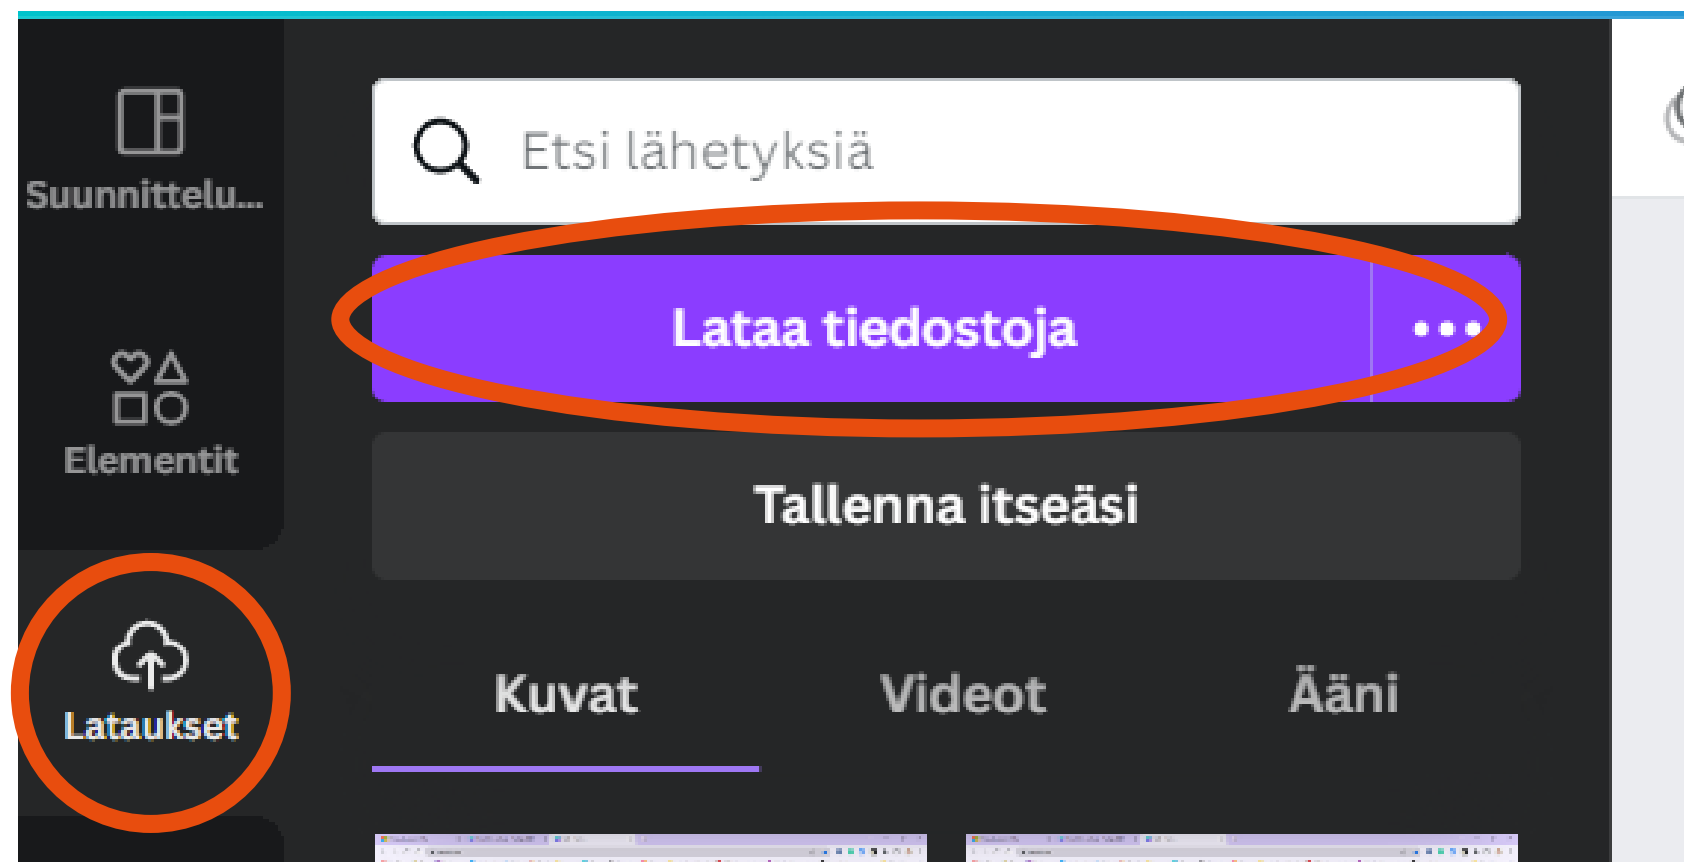 Suunnittelu...
Elementit
Lataukset
Etsi lähetyksiä
Lataa tiedostoja
Tallenna itseäsi
Kuvat Videot Ääni